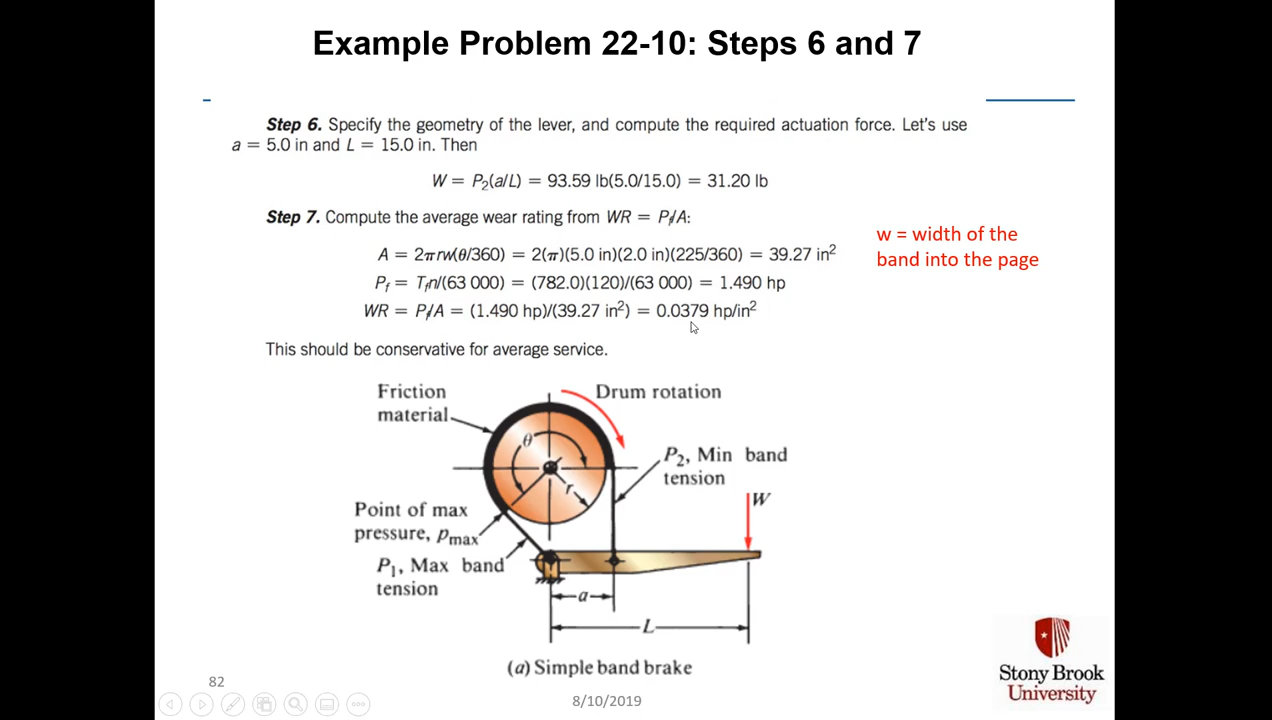 Example Problem 22-10: Steps 6 and 7
Step 6. Specify the geometry of the lever, and compute the required actuation force. Let's use
a = 5.0 in and L = 15.0 in. Then
W = P₂(a/L) = 93.59 lb(5.0/15.0) = 31.20 lb
Step 7. Compute the average wear rating from WR = Pf/A:
A = 2πrw(θ/360) = 2(π)(5.0 in)(2.0 in)(225/360) = 39.27 in²
Pf = Tfn/(63 000) = (782.0)(120)/(63 000) = 1.490 hp
WR = Pf/A = (1.490 hp)/(39.27 in²) = 0.0379 hp/in²
This should be conservative for average service.
w = width of the
band into the page
Friction
material
Drum rotation
θ
r
P₂, Min band
tension
W
Point of max
pressure, pmax
P₁, Max band
tension
a
L
(a) Simple band brake
82
8/10/2019
Stony Brook
University